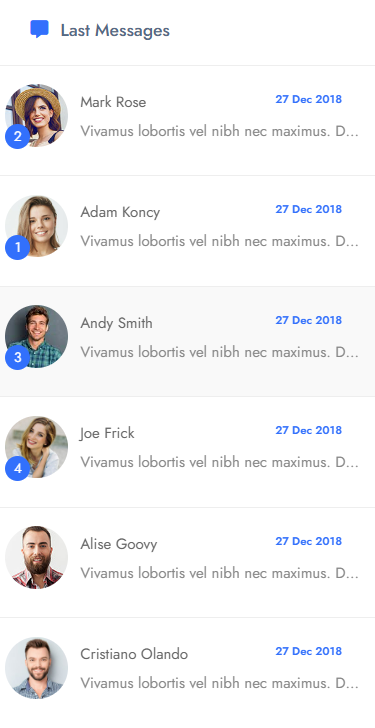 Last Messages
Mark Rose
27 Dec 2018
2
Vivamus lobortis vel nibh nec maximus. D...
Adam Koncy
27 Dec 2018
1
Vivamus lobortis vel nibh nec maximus. D...
Andy Smith
27 Dec 2018
3
Vivamus lobortis vel nibh nec maximus. D...
Joe Frick
27 Dec 2018
4
Vivamus lobortis vel nibh nec maximus. D...
Alise Goovy
27 Dec 2018
Vivamus lobortis vel nibh nec maximus. D...
Cristiano Olando
27 Dec 2018
Vivamus lobortis vel nibh nec maximus. D...